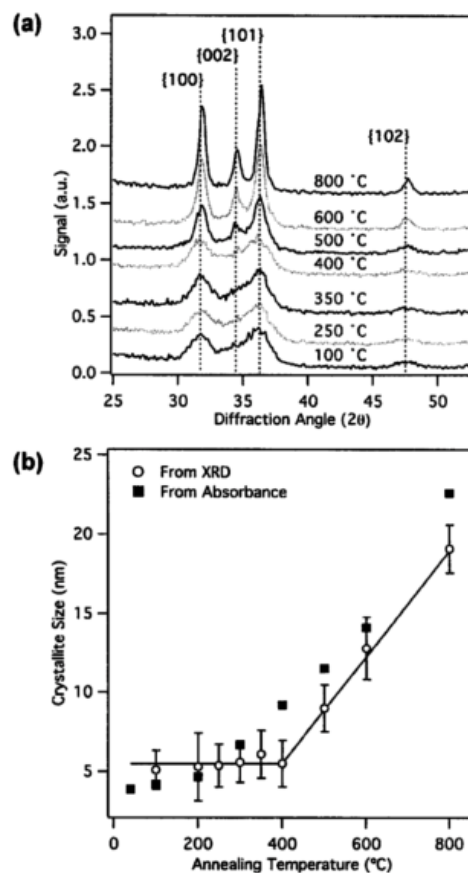 (a)
{101}
{002}
{100}
{102}
3.0
2.5
2.0
1.5
1.0
0.5
0.0
Signal (a.u.)
800 °C
600 °C
500 °C
400 °C
350 °C
250 °C
100 °C
25 30 35 40 45 50
Diffraction Angle (2θ)
(b)
From XRD
From Absorbance
25
20
15
10
5
0
Crystallite Size (nm)
0 200 400 600 800
Annealing Temperature (°C)